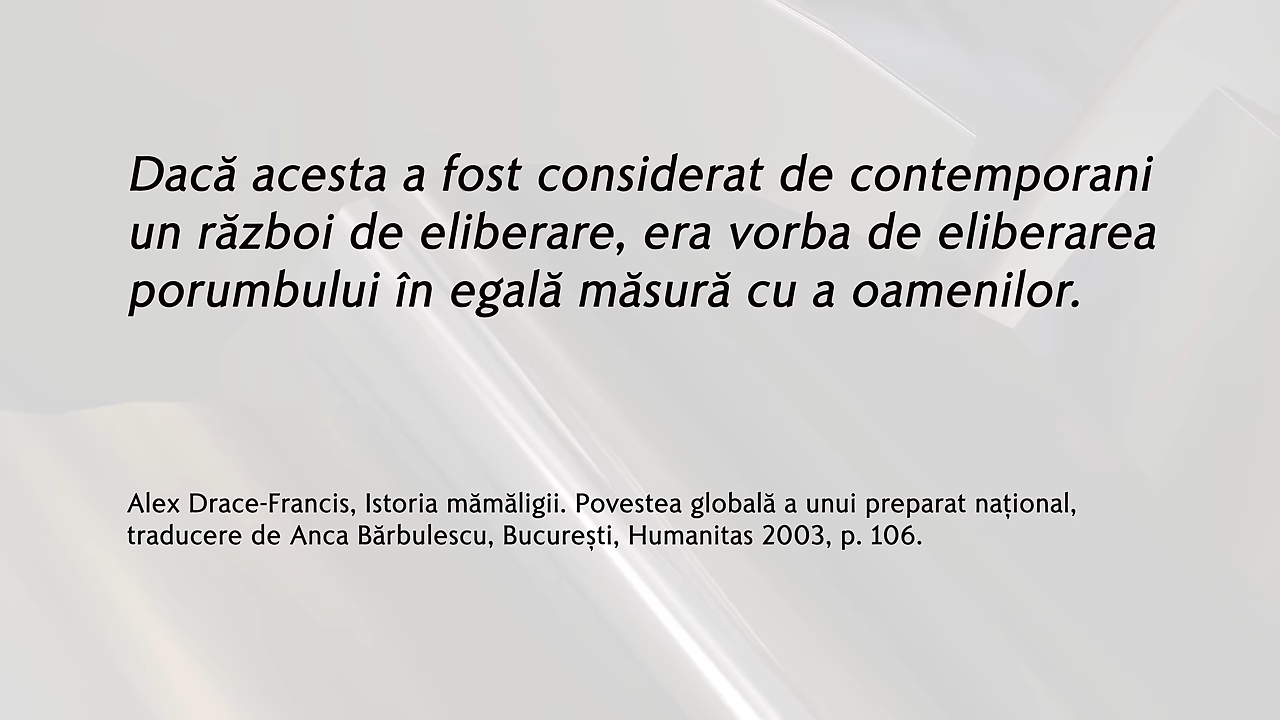 Dacă acesta a fost considerat de contemporani
un război de eliberare, era vorba de eliberarea
porumbului în egală măsură cu a oamenilor.
Alex Drace-Francis, Istoria mămăligii. Povestea globală a unui preparat național,
traducere de Anca Bărbulescu, București, Humanitas 2003, p. 106.